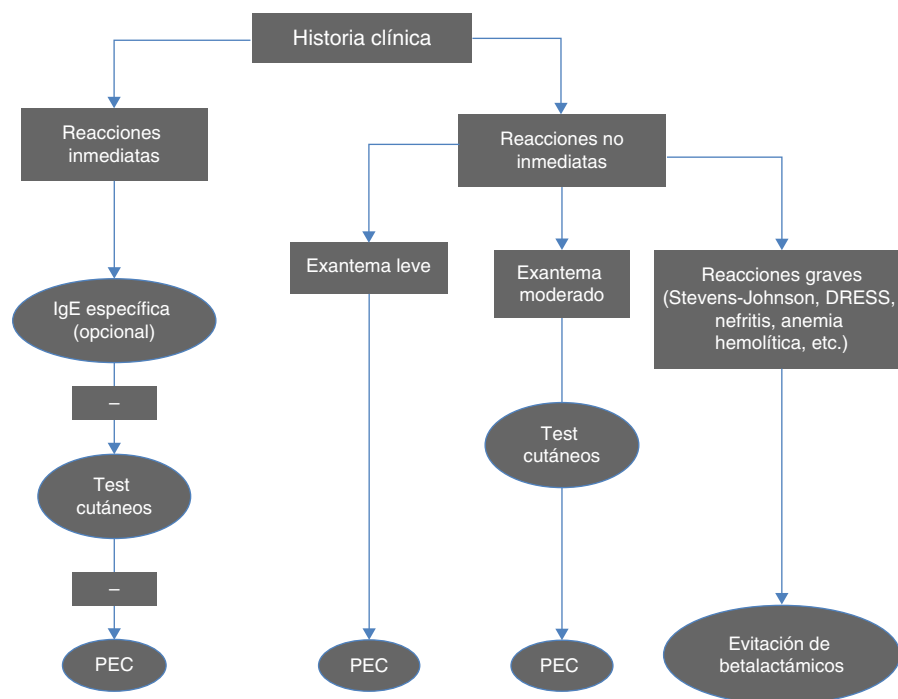 Historia clínica
Reacciones
inmediatas
Reacciones no
inmediatas
Exantema leve
Exantema
moderado
Reacciones graves
(Stevens-Johnson, DRESS,
nefritis, anemia
hemolítica, etc.)
IgE específica
(opcional)
–
Test
cutáneos
Test
cutáneos
–
PEC
PEC
PEC
Evitación de
betalactámicos